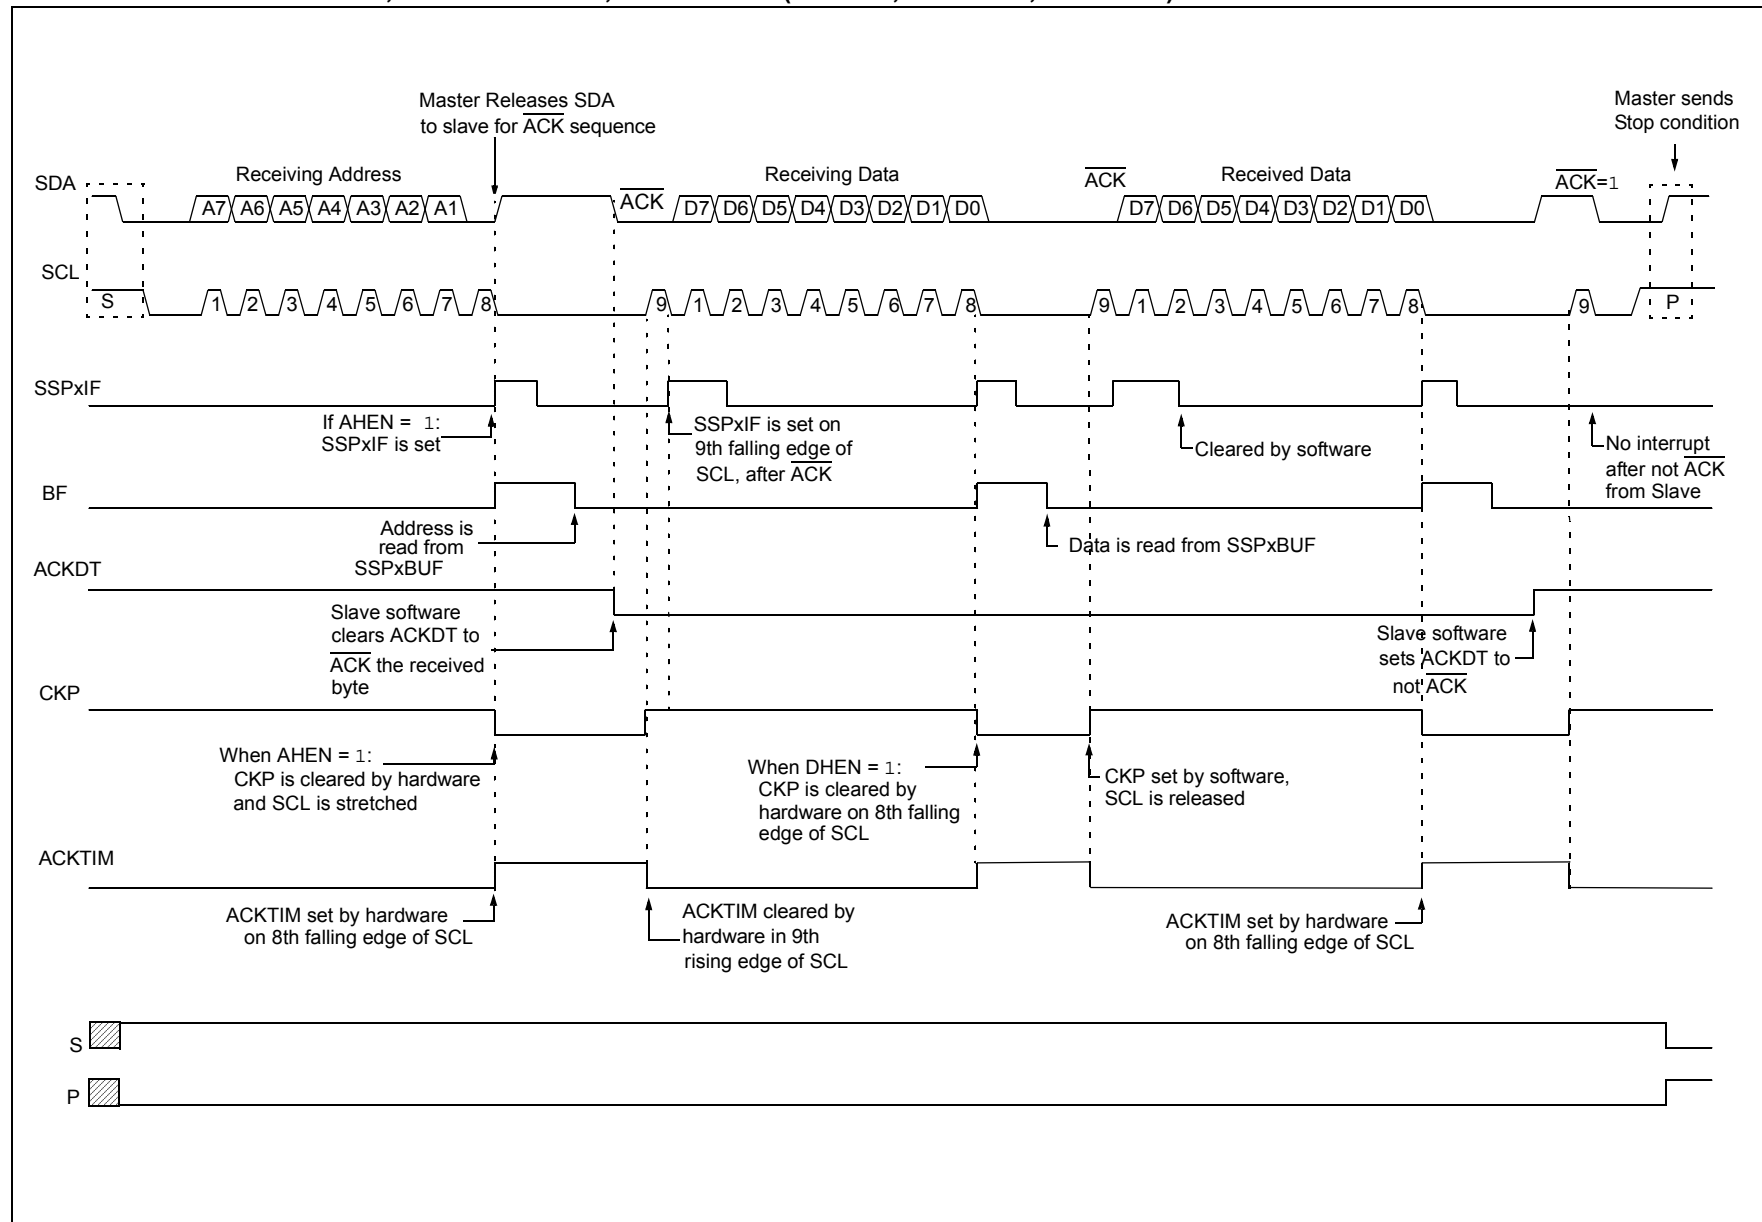 Master Releases SDA
to slave for ACK sequence
Master sends
Stop condition
SDA
Receiving Address
ACK
Receiving Data
ACK
Received Data
ACK=1
A7 A6 A5 A4 A3 A2 A1
D7 D6 D5 D4 D3 D2 D1 D0
D7 D6 D5 D4 D3 D2 D1 D0
SCL
S
1 2 3 4 5 6 7 8
9 1 2 3 4 5 6 7 8
9 1 2 3 4 5 6 7 8
9
P
SSPxIF
If AHEN = 1:
SSPxIF is set
SSPxIF is set on
9th falling edge of
SCL, after ACK
Cleared by software
No interrupt
after not ACK
from Slave
BF
Address is
read from
SSPxBUF
Data is read from SSPxBUF
ACKDT
Slave software
clears ACKDT to
ACK the received
byte
Slave software
sets ACKDT to
not ACK
CKP
When AHEN = 1:
CKP is cleared by hardware
and SCL is stretched
When DHEN = 1:
CKP is cleared by
hardware on 8th falling
edge of SCL
CKP set by software,
SCL is released
ACKTIM
ACKTIM set by hardware
on 8th falling edge of SCL
ACKTIM cleared by
hardware in 9th
rising edge of SCL
ACKTIM set by hardware
on 8th falling edge of SCL
S
P